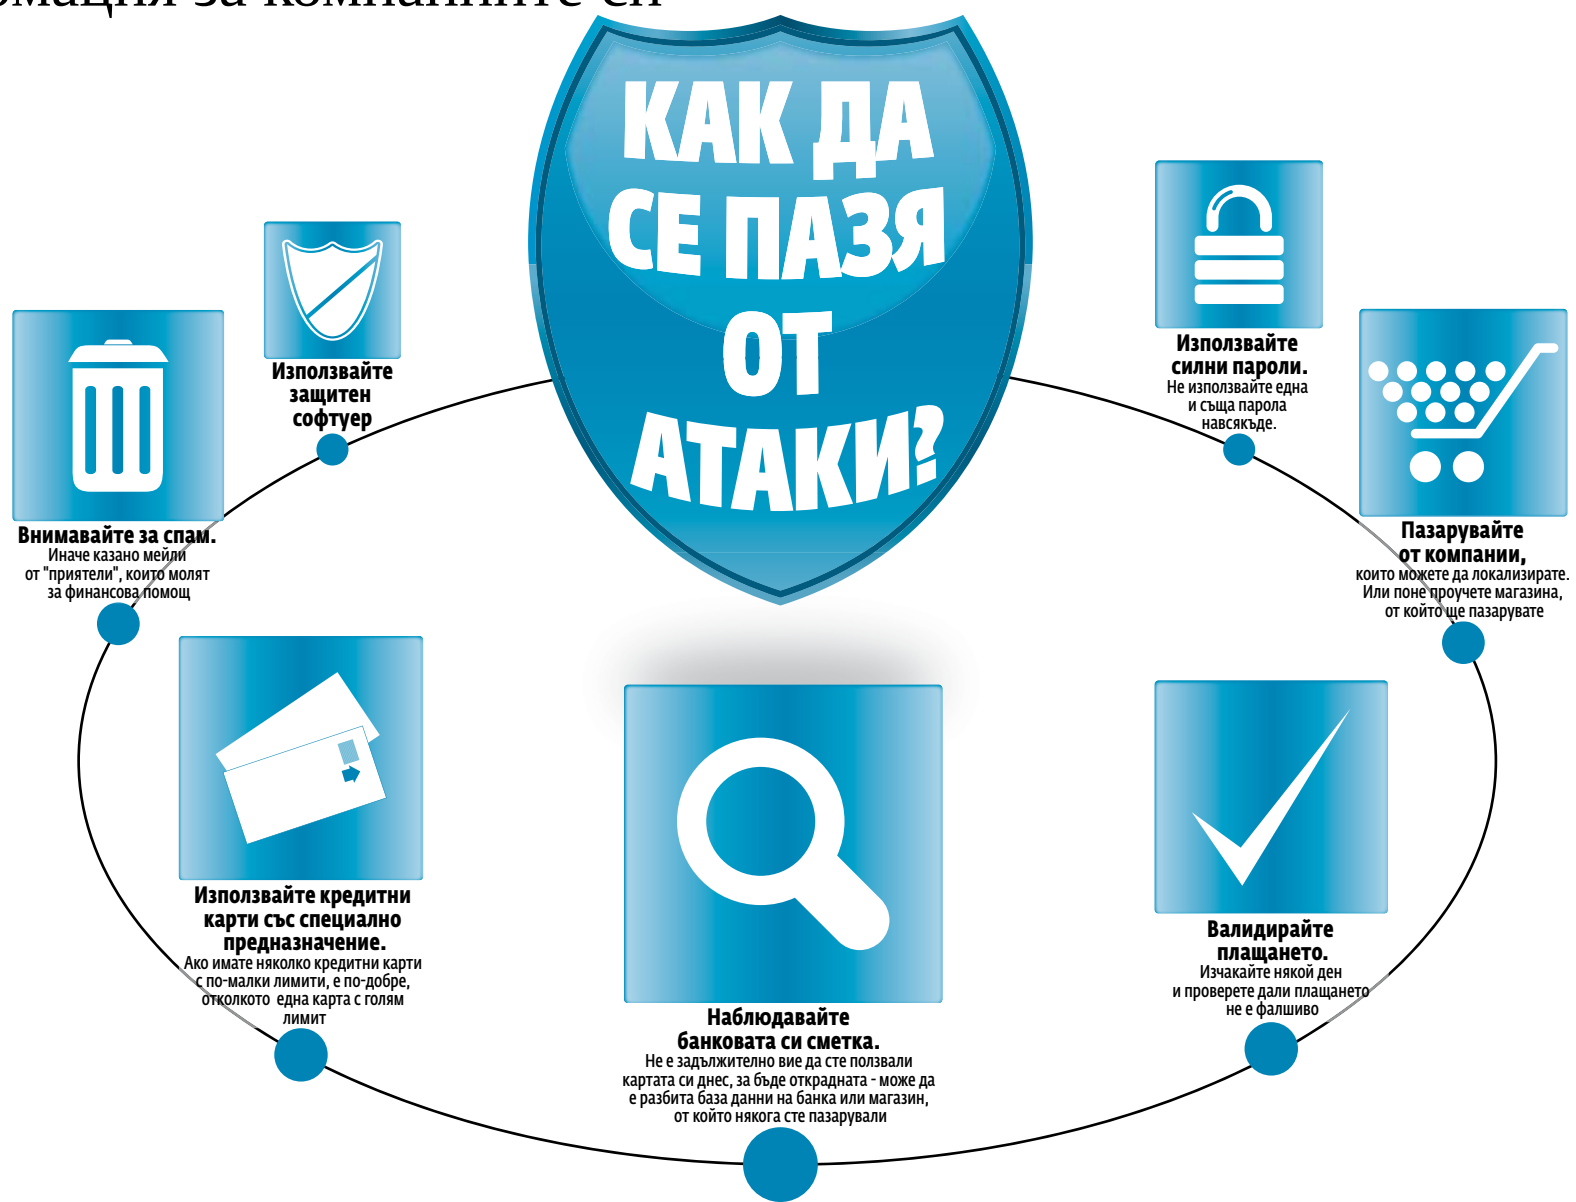 мация за компаниите си
КАК ДА
СЕ ПАЗЯ
ОТ
АТАКИ?
Използвайте
защитен
софтуер
Внимавайте за спам.
Иначе казано мейли
от "приятели", които молят
за финансова помощ
Използвайте кредитни
карти със специално
предназначение.
Ако имате няколко кредитни карти
с по-малки лимити, е по-добре,
отколкото една карта с голям
лимит
Наблюдавайте
банковата си сметка.
Не е задължително вие да сте ползвали
картата си днес, за бъде открадната - може да
е разбита база данни на банка или магазин,
от който някога сте пазарували
Валидирайте
плащането.
Изчакайте някой ден
и проверете дали плащането
не е фалшиво
Пазарувайте
от компании,
които можете да локализирате.
Или поне проучете магазина,
от който ще пазарувате
Използвайте
силни пароли.
Не използвайте една
и съща парола
навсякъде.